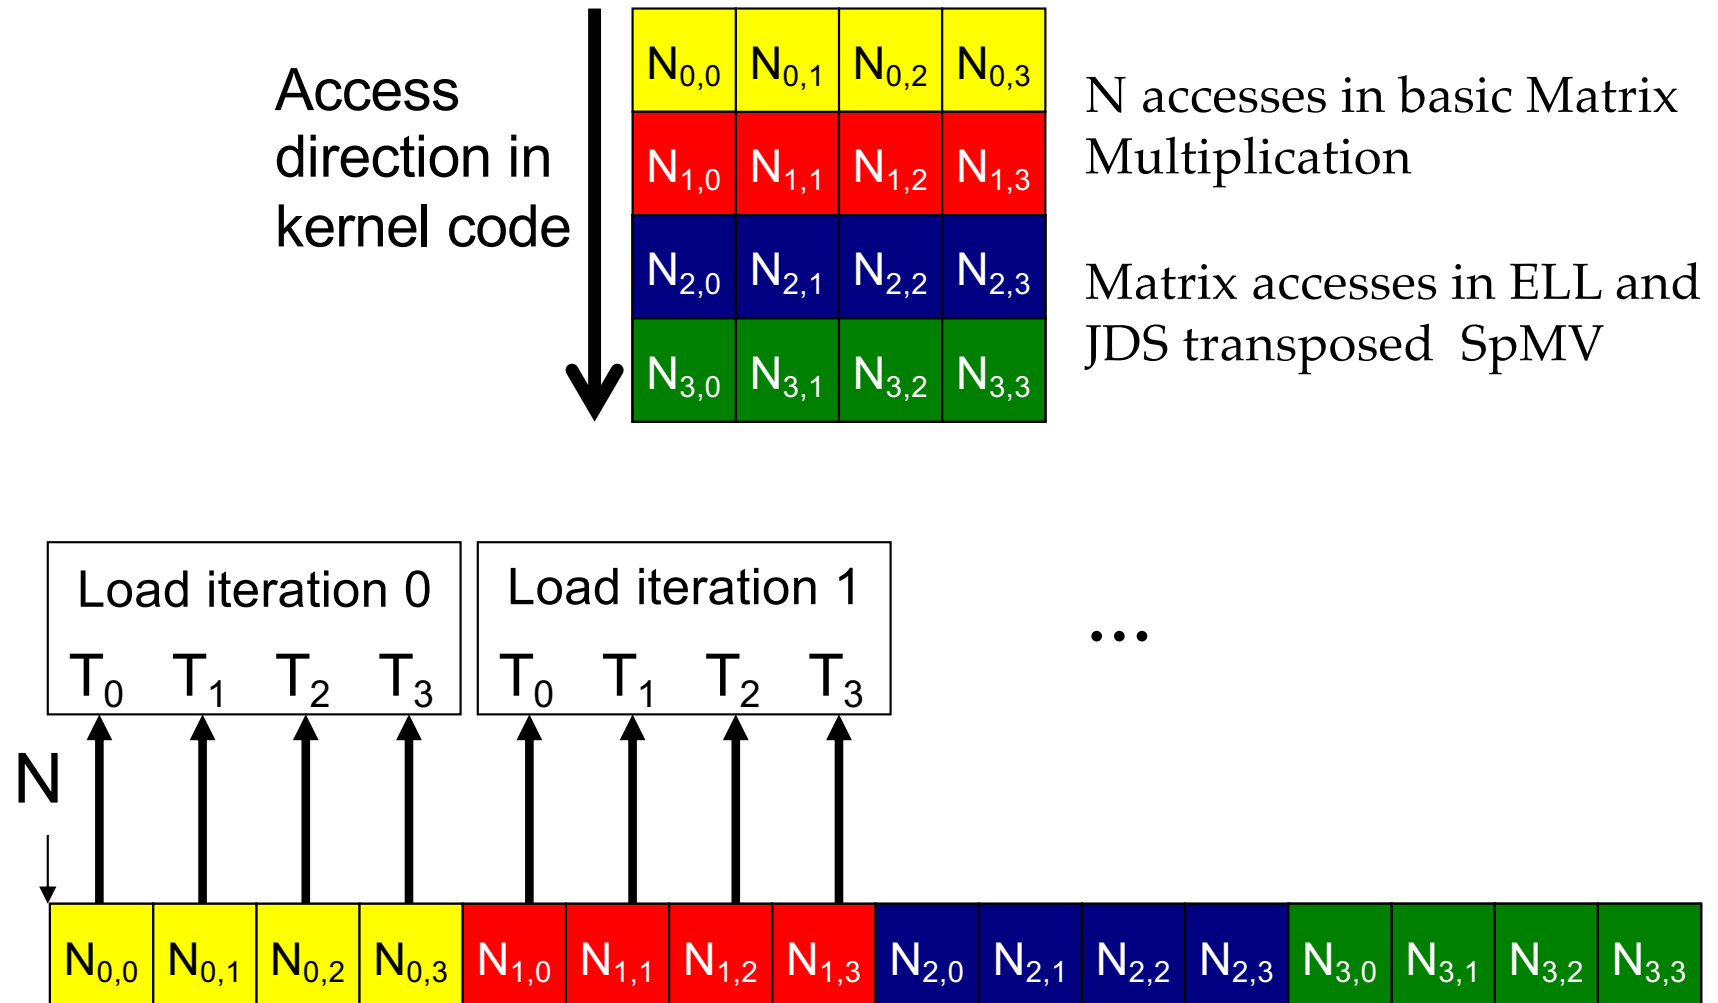 Access
direction in
kernel code
N0,0 N0,1 N0,2 N0,3
N1,0 N1,1 N1,2 N1,3
N2,0 N2,1 N2,2 N2,3
N3,0 N3,1 N3,2 N3,3
N accesses in basic Matrix
Multiplication
Matrix accesses in ELL and
JDS transposed SpMV
Load iteration 0
T0 T1 T2 T3
Load iteration 1
T0 T1 T2 T3
...
N
N0,0 N0,1 N0,2 N0,3 N1,0 N1,1 N1,2 N1,3 N2,0 N2,1 N2,2 N2,3 N3,0 N3,1 N3,2 N3,3